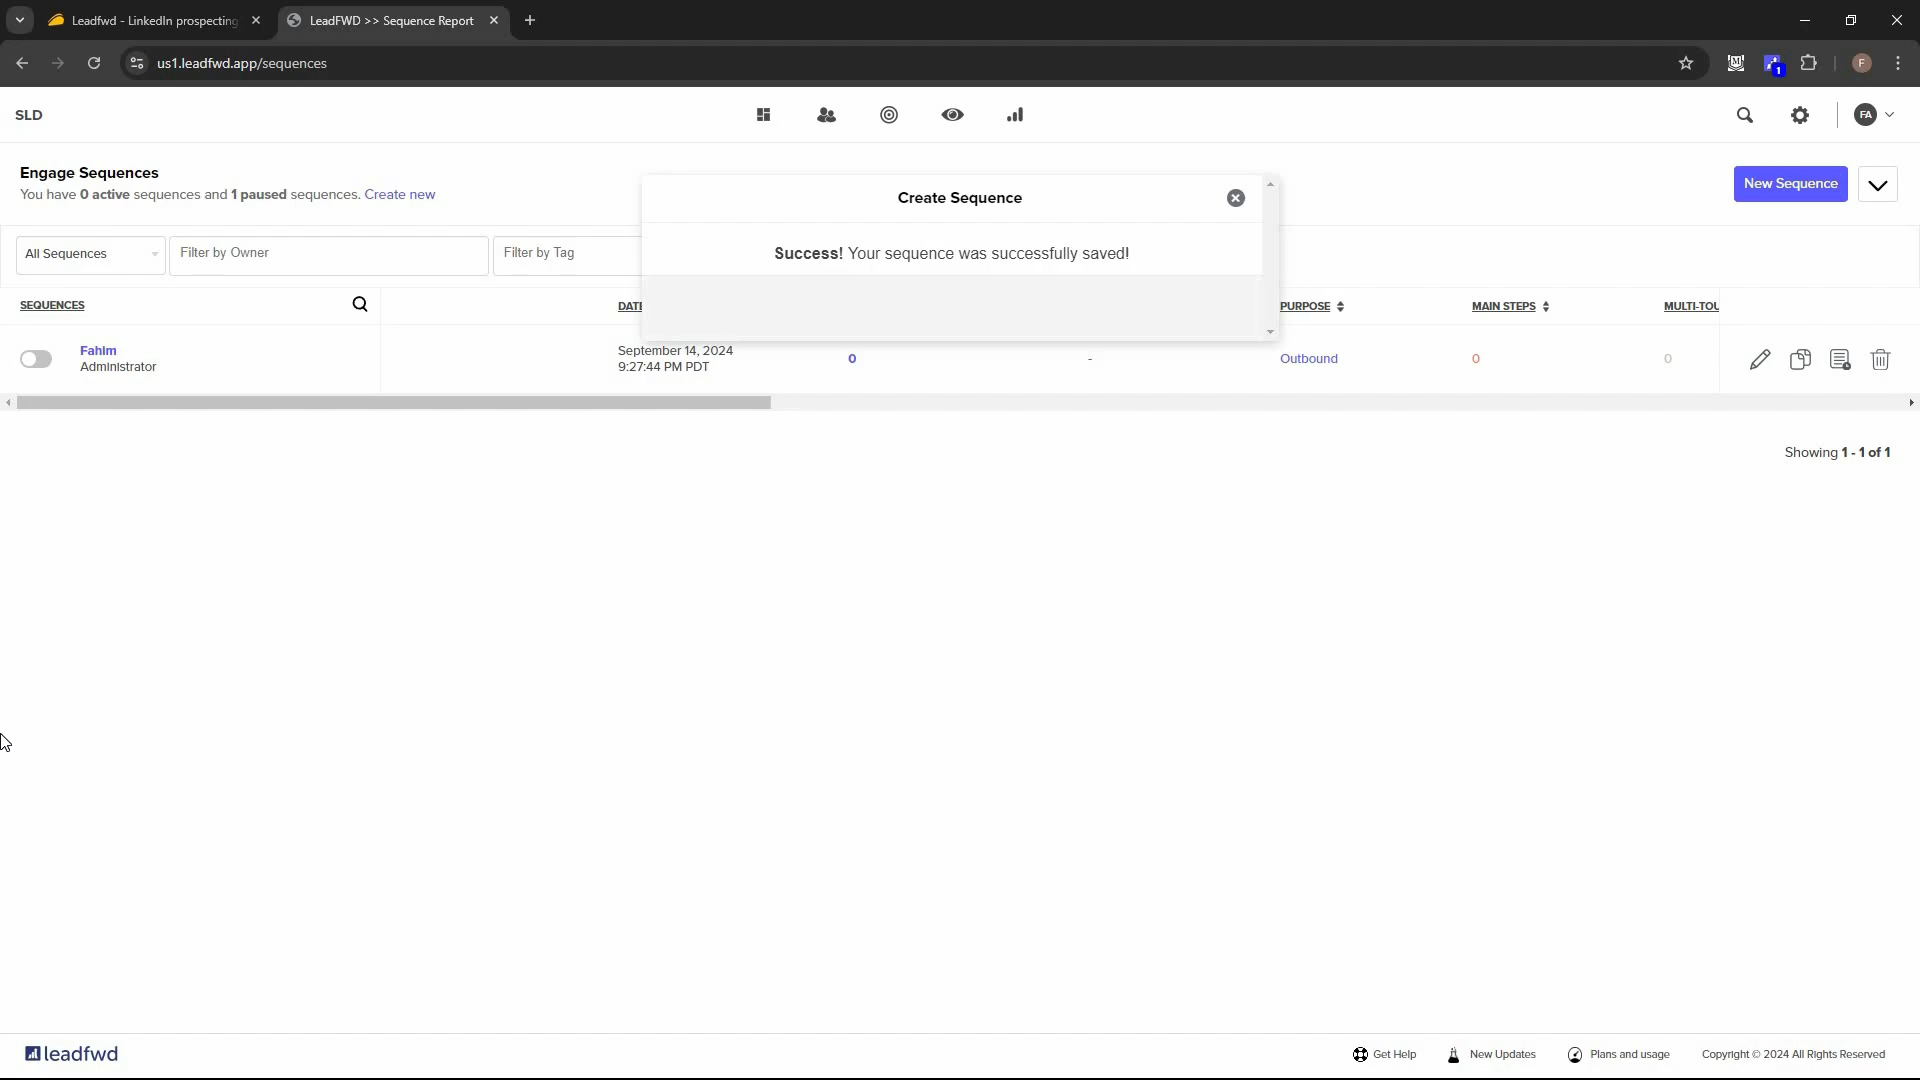 Leadfwd - LinkedIn prospecting
LeadFWD >> Sequence Report
us1.leadfwd.app/sequences
1
F
SLD
FA
Engage Sequences
You have 0 active sequences and 1 paused sequences. Create new
New Sequence
Create Sequence
Success! Your sequence was successfully saved!
All Sequences
Filter by Owner
Filter by Tag
SEQUENCES
DATE
PURPOSE
MAIN STEPS
MULTI-TOU
Fahim
Administrator
September 14, 2024
9:27:44 PM PDT
0
-
Outbound
0
0
Showing 1 - 1 of 1
leadfwd
Get Help
New Updates
Plans and usage
Copyright © 2024 All Rights Reserved